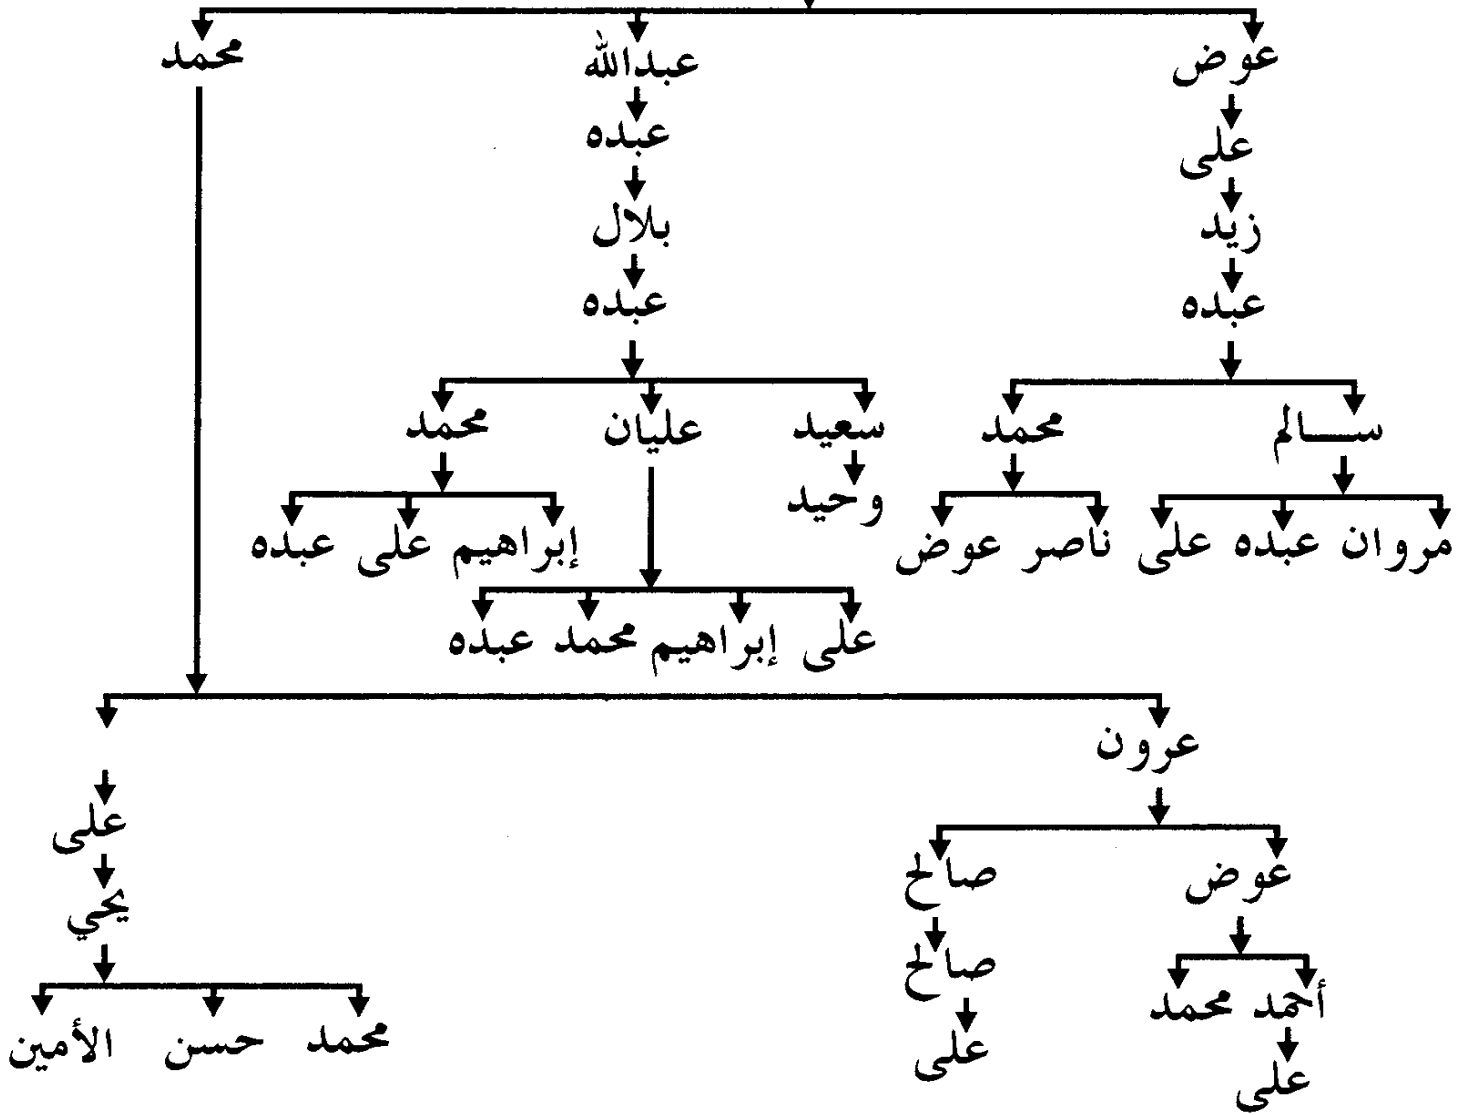 عوض عبدالله محمد
عبده
على
بلال
زيد
عبده
عبده
سـالم محمد سعيد عليان محمد
وحيد
مروان عبده على ناصر عوض إبراهيم على عبده
على إبراهيم محمد عبده
عرون
على
عوض صالح
يحي
صالح
أحمد محمد
محمد حسن الأمين
على
على